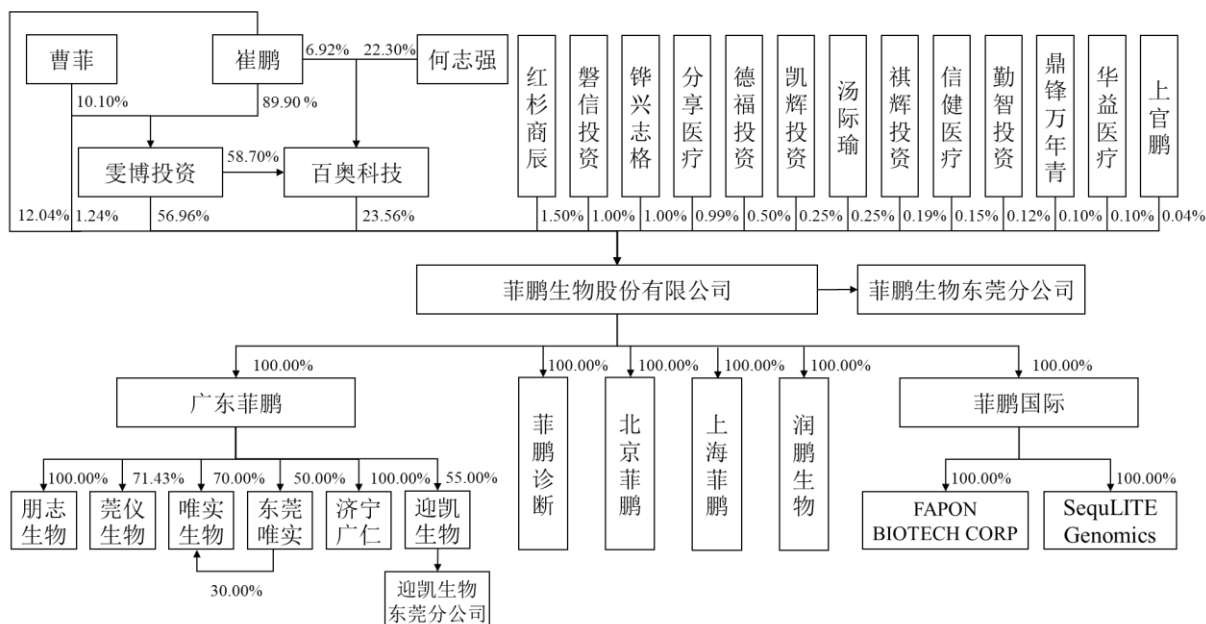 曹菲
崔鹏
6.92%
22.30%
何志强
10.10%
89.90%
雯博投资
58.70%
百奥科技
12.04%
1.24%
56.96%
23.56%
红杉商辰
磐信投资
铧兴志格
分享医疗
德福投资
凯辉投资
汤际瑜
祺辉投资
信健医疗
勤智投资
鼎锋万年青
华益医疗
上官鹏
1.50%
1.00%
1.00%
0.99%
0.50%
0.25%
0.25%
0.19%
0.15%
0.12%
0.10%
0.10%
0.04%
菲鹏生物股份有限公司
菲鹏生物东莞分公司
100.00%
100.00%
100.00%
100.00%
100.00%
100.00%
广东菲鹏
菲鹏诊断
北京菲鹏
上海菲鹏
润鹏生物
菲鹏国际
100.00%
71.43%
70.00%
50.00%
100.00%
55.00%
朋志
生物
莞仪
生物
唯实
生物
东莞
唯实
济宁
广仁
迎凯
生物
30.00%
迎凯生物
东莞分公司
100.00%
100.00%
FAPON
BIOTECH CORP
SequLITE
Genomics